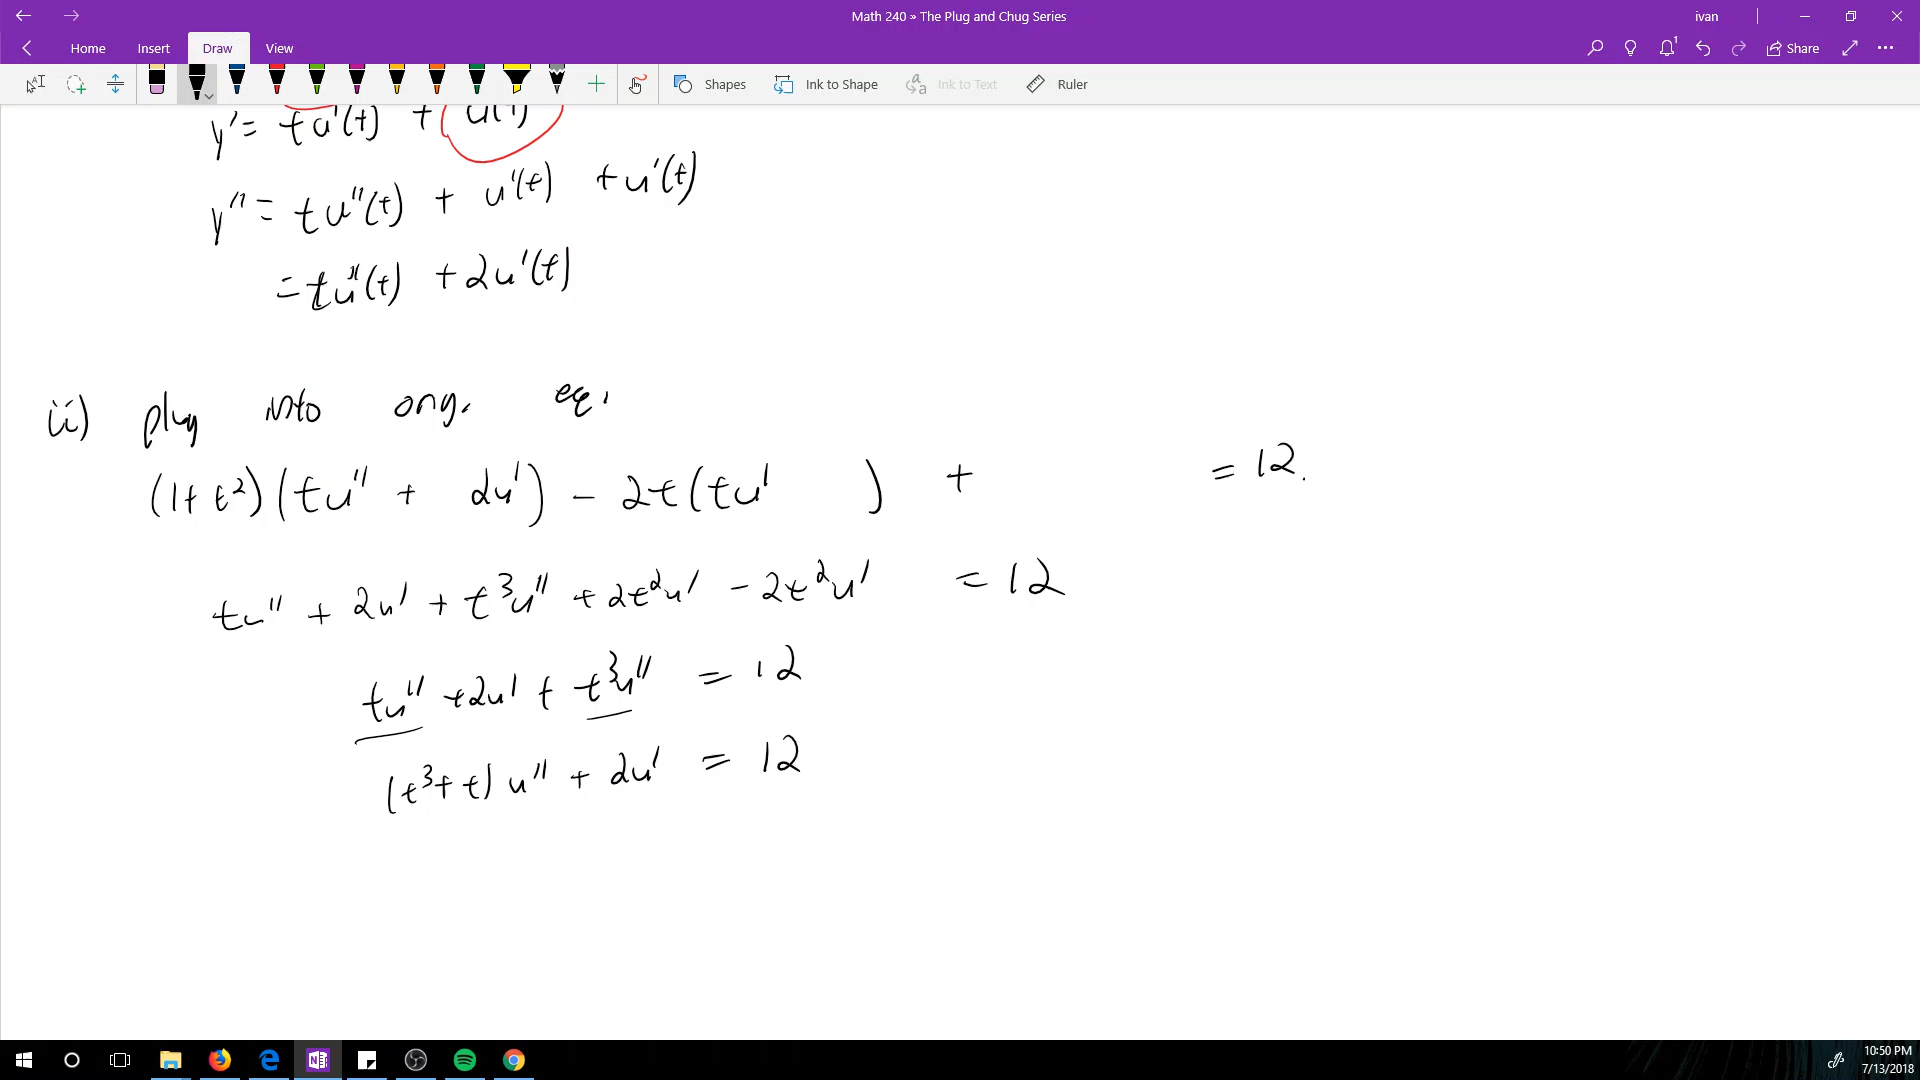 Math 240 » The Plug and Chug Series
ivan
Home Insert Draw View
1
Share
Shapes Ink to Shape Ink to Text Ruler
y' = tu'(t) + u(t)
y'' = tu''(t) + u'(t) + u'(t)
= tu''(t) + 2u'(t)
ii) plug into orig. eq.
(1+t²)(tu'' + 2u') - 2t(tu' ) + = 12.
tu'' + 2u' + t³u'' + 2t²u' - 2t²u' = 12
tu'' + 2u' + t³u'' = 12
(t³+t)u'' + 2u' = 12
10:50 PM
7/13/2018